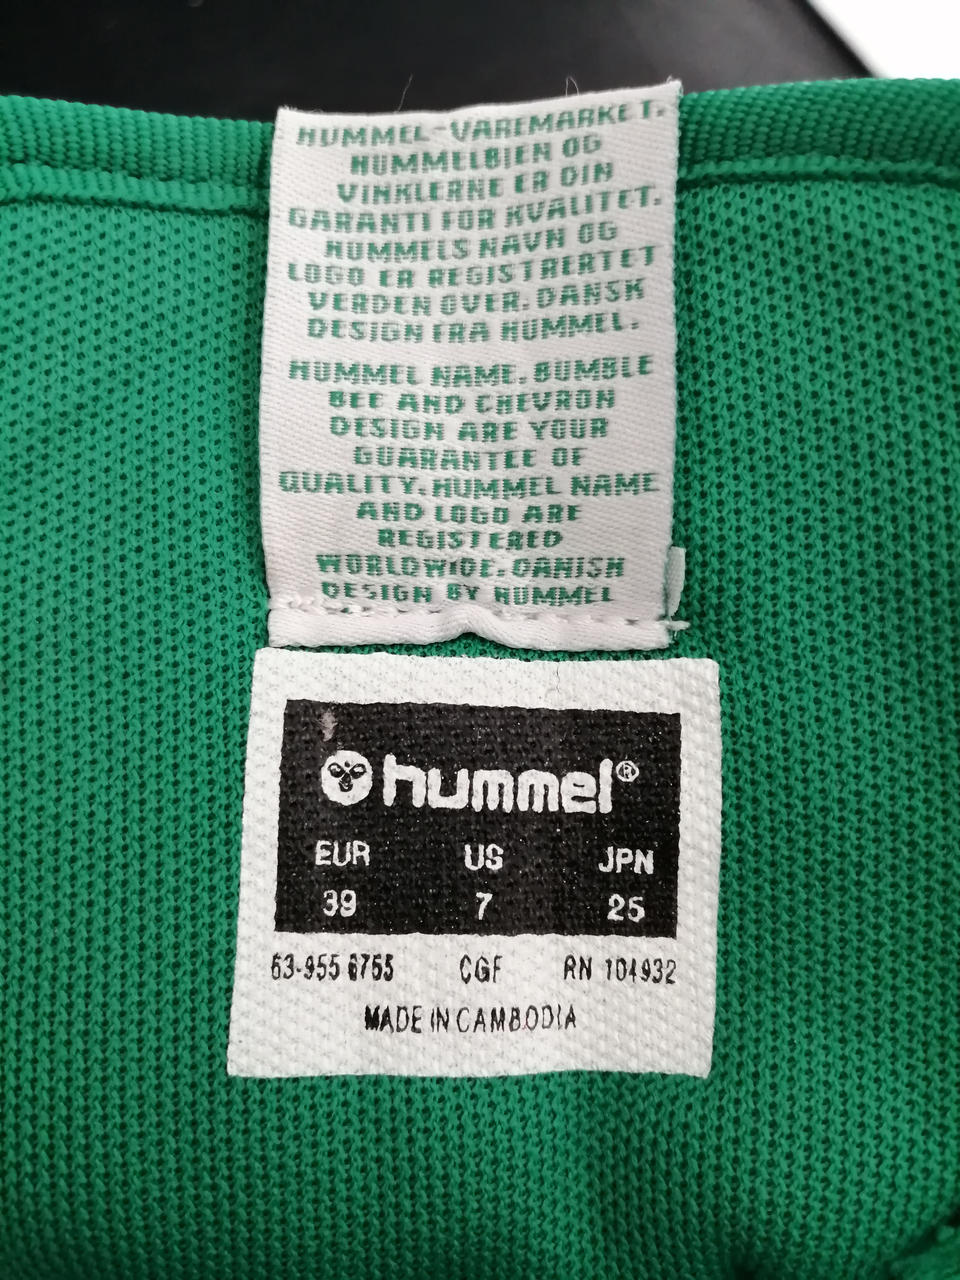 HUMMEL-VAREMARKET.
HUMMELBIEN OG
VINKLERNE ER DIN
GARANTI FOR KVALITET.
HUMMELS NAVN OG
LOGO ER REGISTRERTET
VERDEN OVER. DANSK
DESIGN FRA HUMMEL.
HUMMEL NAME, BUMBLE
BEE AND CHEVRON
DESIGN ARE YOUR
GUARANTEE OF
QUALITY. HUMMEL NAME
AND LOGO ARE
REGISTERED
WORLDWIDE. DANISH
DESIGN BY HUMMEL
hummel®
EUR US JPN
39 7 25
63-955 6755 CGF RN 104932
MADE IN CAMBODIA